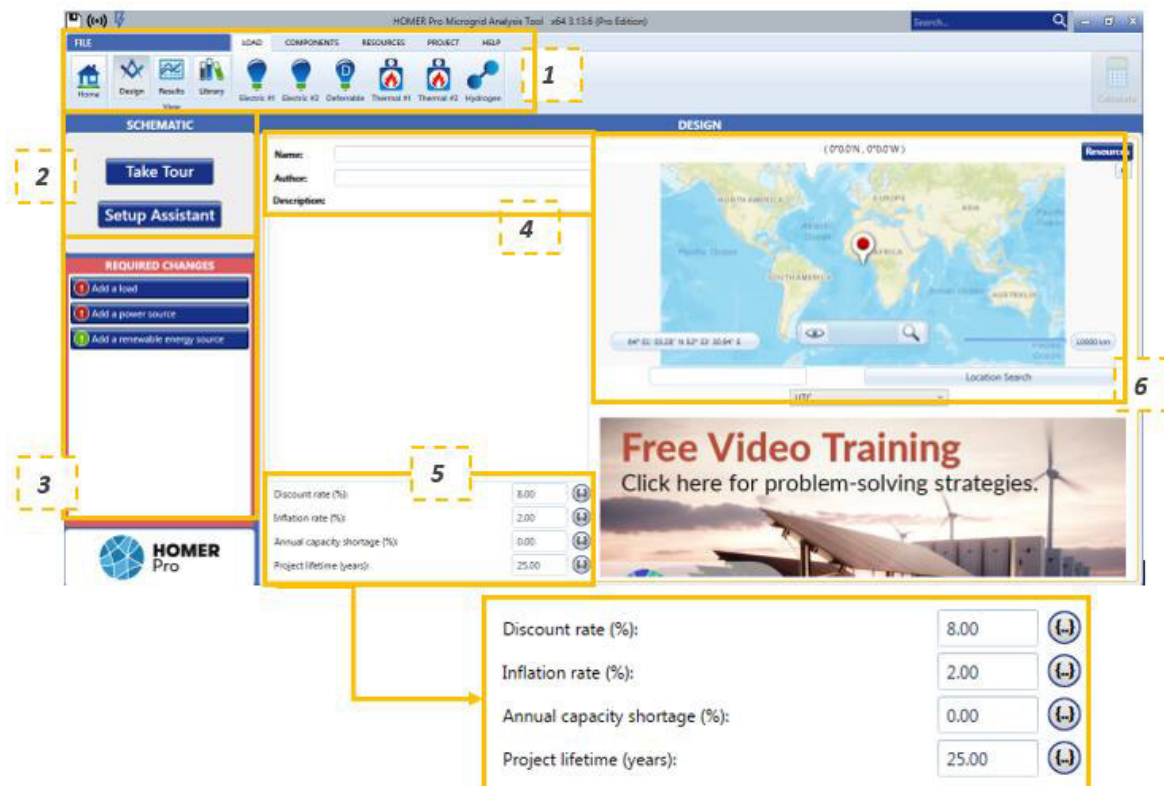 HOMER Pro Microgrid Analysis Tool x64 3.13.6 (Pro Edition)
Search...
FILE
LOAD COMPONENTS RESOURCES PROJECT HELP
Home Design Results Library Electric #1 Electric #2 Deferrable Thermal #1 Thermal #2 Hydrogen
View
Calculate
1
SCHEMATIC
DESIGN
Take Tour
Setup Assistant
2
Name:
Author:
Description:
4
(0°0.0'N , 0°0.0'W )
Resources
NORTH AMERICA
EUROPE
ASIA
Atlantic
Ocean
Pacific Ocean
AFRICA
SOUTH AMERICA
AUSTRALIA
10000 km
Location Search
UTC
6
REQUIRED CHANGES
Add a load
Add a power source
Add a renewable energy source
3
5
Discount rate (%): 8.00 {..}
Inflation rate (%): 2.00 {..}
Annual capacity shortage (%): 0.00 {..}
Project lifetime (years): 25.00 {..}
Free Video Training
Click here for problem-solving strategies.
HOMER
Pro
Discount rate (%): 8.00 {..}
Inflation rate (%): 2.00 {..}
Annual capacity shortage (%): 0.00 {..}
Project lifetime (years): 25.00 {..}